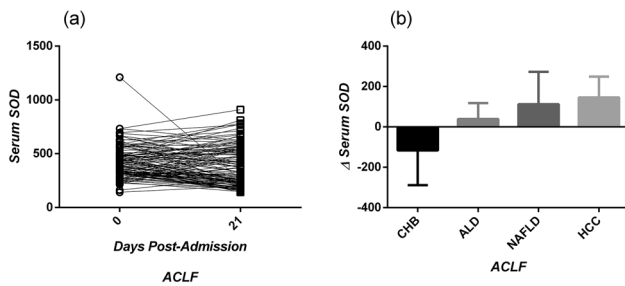 (a)
1500
1000
500
0
Serum SOD
0
21
Days Post-Admission
ACLF
(b)
400
200
0
-200
-400
Δ Serum SOD
CHB
ALD
NAFLD
HCC
ACLF